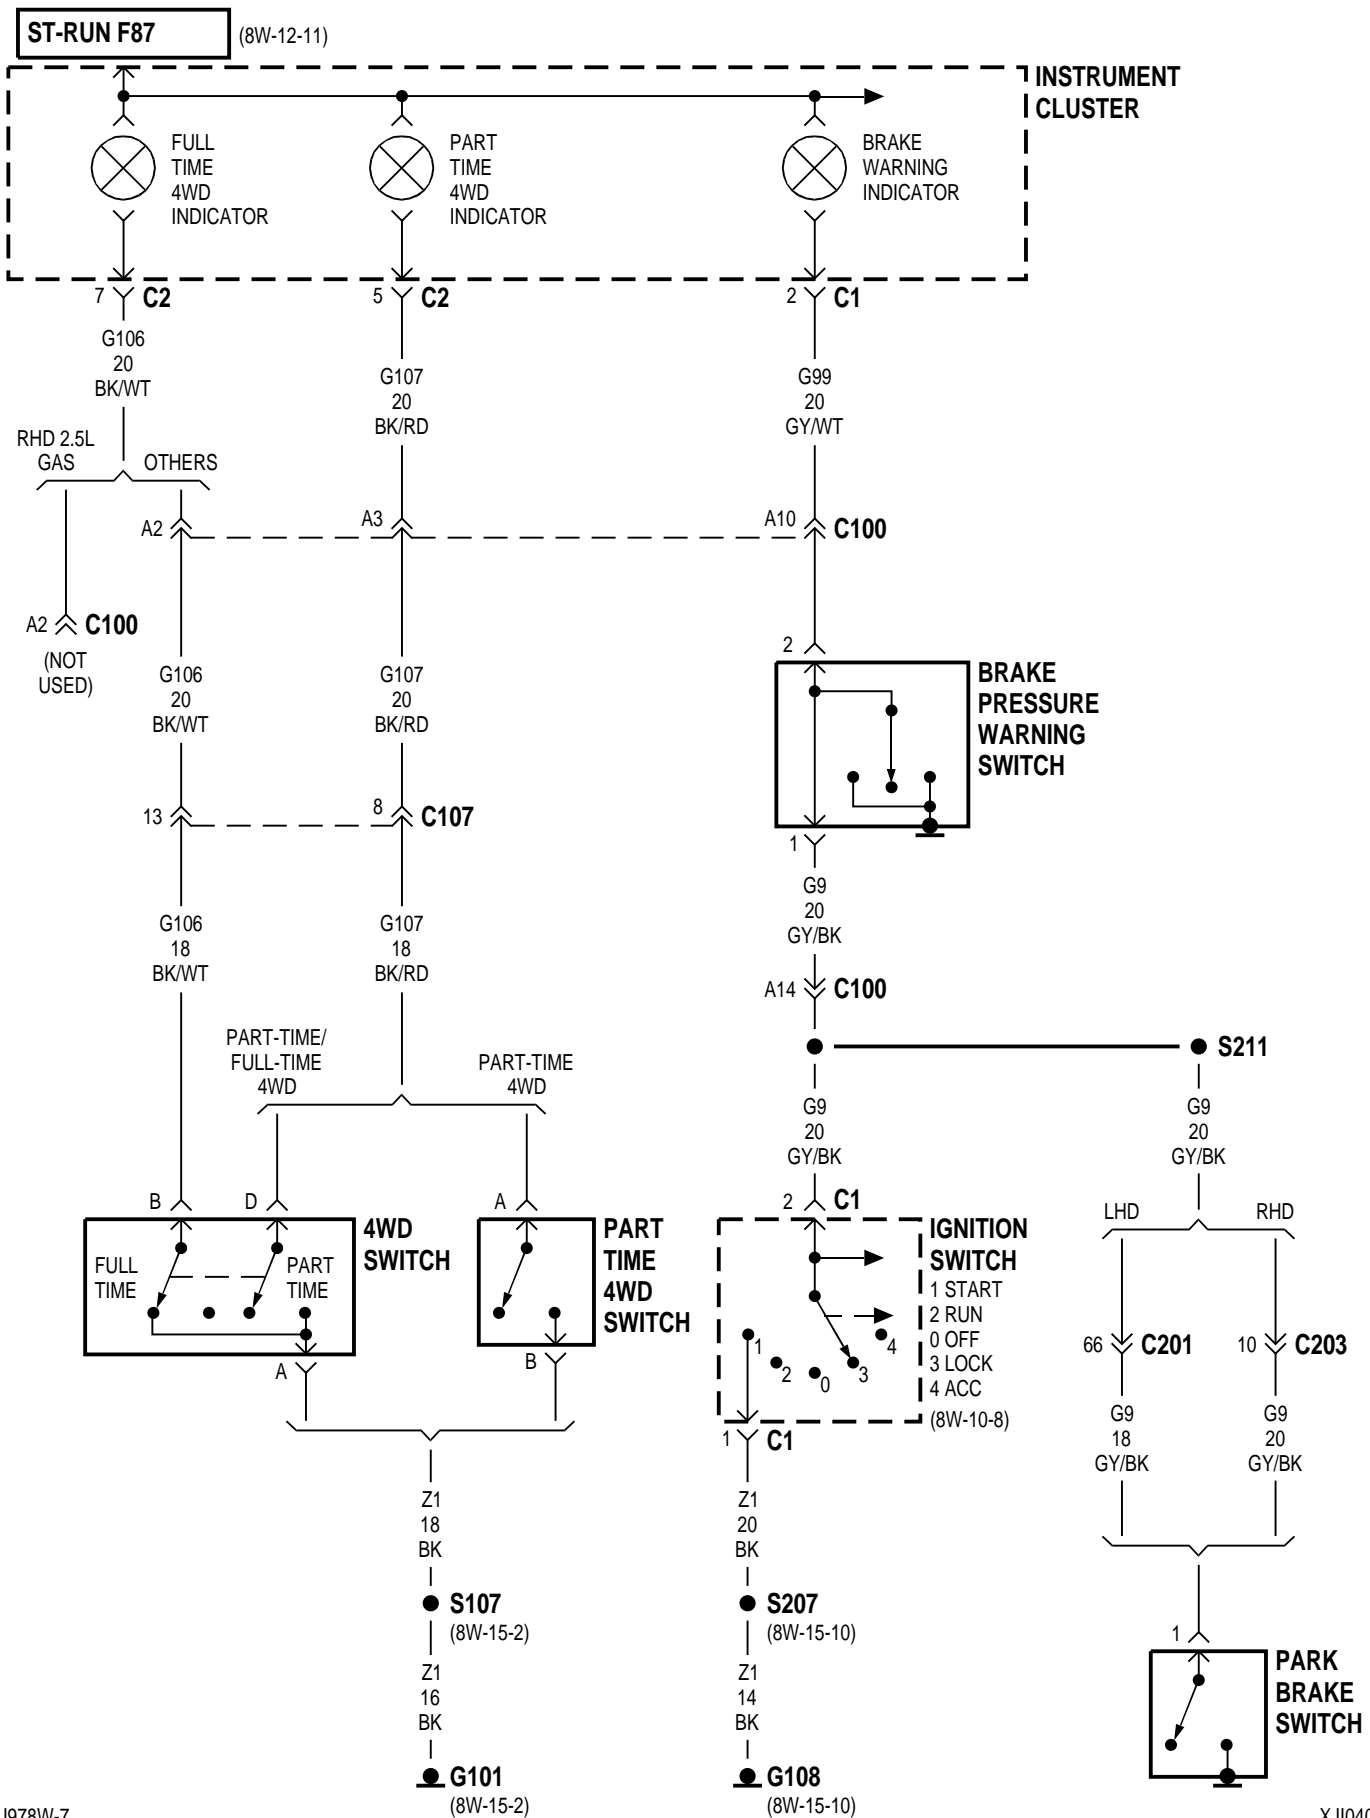 ST-RUN F87 (8W-12-11)
INSTRUMENT
CLUSTER
FULL
TIME
4WD
INDICATOR
PART
TIME
4WD
INDICATOR
BRAKE
WARNING
INDICATOR
7 C2
5 C2
2 C1
G106
20
BK/WT
G107
20
BK/RD
G99
20
GY/WT
RHD 2.5L
GAS
OTHERS
A2
A3
A10 C100
A2 C100
(NOT
USED)
G106
20
BK/WT
G107
20
BK/RD
2
BRAKE
PRESSURE
WARNING
SWITCH
13
8 C107
1
G9
20
GY/BK
G106
18
BK/WT
G107
18
BK/RD
A14 C100
S211
PART-TIME/
FULL-TIME
4WD
PART-TIME
4WD
G9
20
GY/BK
G9
20
GY/BK
B
D
A
2 C1
LHD
RHD
FULL
TIME
PART
TIME
4WD
SWITCH
PART
TIME
4WD
SWITCH
IGNITION
SWITCH
1 START
2 RUN
0 OFF
3 LOCK
4 ACC
(8W-10-8)
1
2
0
3
4
66 C201
10 C203
A
B
1 C1
G9
18
GY/BK
G9
20
GY/BK
Z1
18
BK
Z1
20
BK
S107
(8W-15-2)
S207
(8W-15-10)
1
Z1
16
BK
Z1
14
BK
PARK
BRAKE
SWITCH
G101
(8W-15-2)
G108
(8W-15-10)
J978W-7